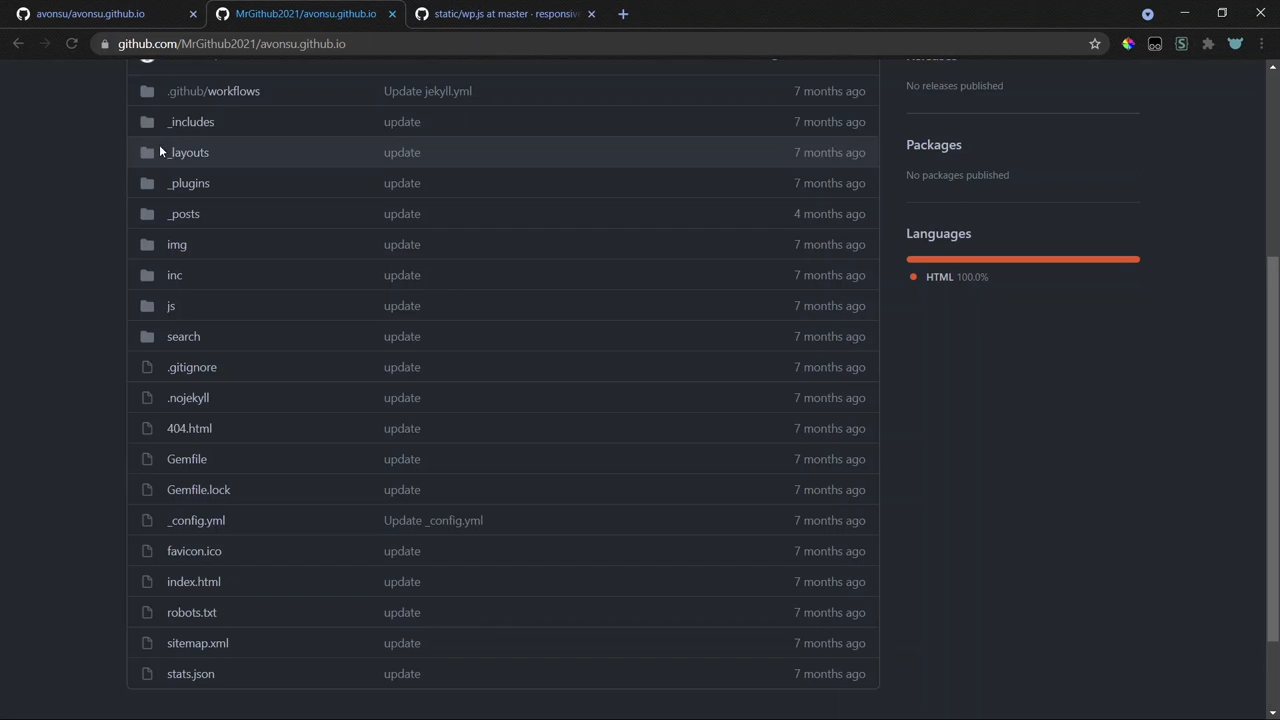 avonsu/avonsu.github.io
MrGithub2021/avonsu.github.io
static/wp.js at master · responsiv
github.com/MrGithub2021/avonsu.github.io
.github/workflows Update jekyll.yml 7 months ago
_includes update 7 months ago
_layouts update 7 months ago
_plugins update 7 months ago
_posts update 4 months ago
img update 7 months ago
inc update 7 months ago
js update 7 months ago
search update 7 months ago
.gitignore update 7 months ago
.nojekyll update 7 months ago
404.html update 7 months ago
Gemfile update 7 months ago
Gemfile.lock update 7 months ago
_config.yml Update _config.yml 7 months ago
favicon.ico update 7 months ago
index.html update 7 months ago
robots.txt update 7 months ago
sitemap.xml update 7 months ago
stats.json update 7 months ago
No releases published
Packages
No packages published
Languages
HTML 100.0%